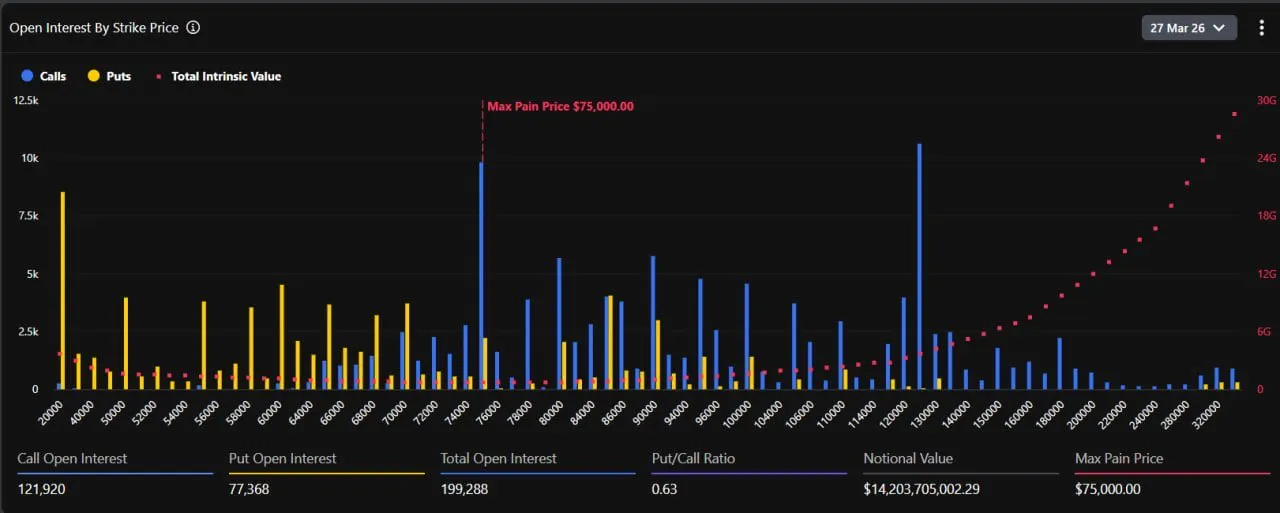 Open Interest By Strike Price
27 Mar 26
Calls Puts Total Intrinsic Value
12.5k
10k
7.5k
5k
2.5k
0
Max Pain Price $75,000.00
30G
24G
18G
12G
6G
0
20000 40000 50000 52000 54000 56000 58000 60000 64000 66000 68000 70000 72000 74000 76000 78000 80000 84000 86000 90000 94000 96000 100000 104000 106000 110000 114000 120000 130000 140000 150000 160000 180000 200000 220000 240000 280000 320000
Call Open Interest Put Open Interest Total Open Interest Put/Call Ratio Notional Value Max Pain Price
121,920 77,368 199,288 0.63 $14,203,705,002.29 $75,000.00